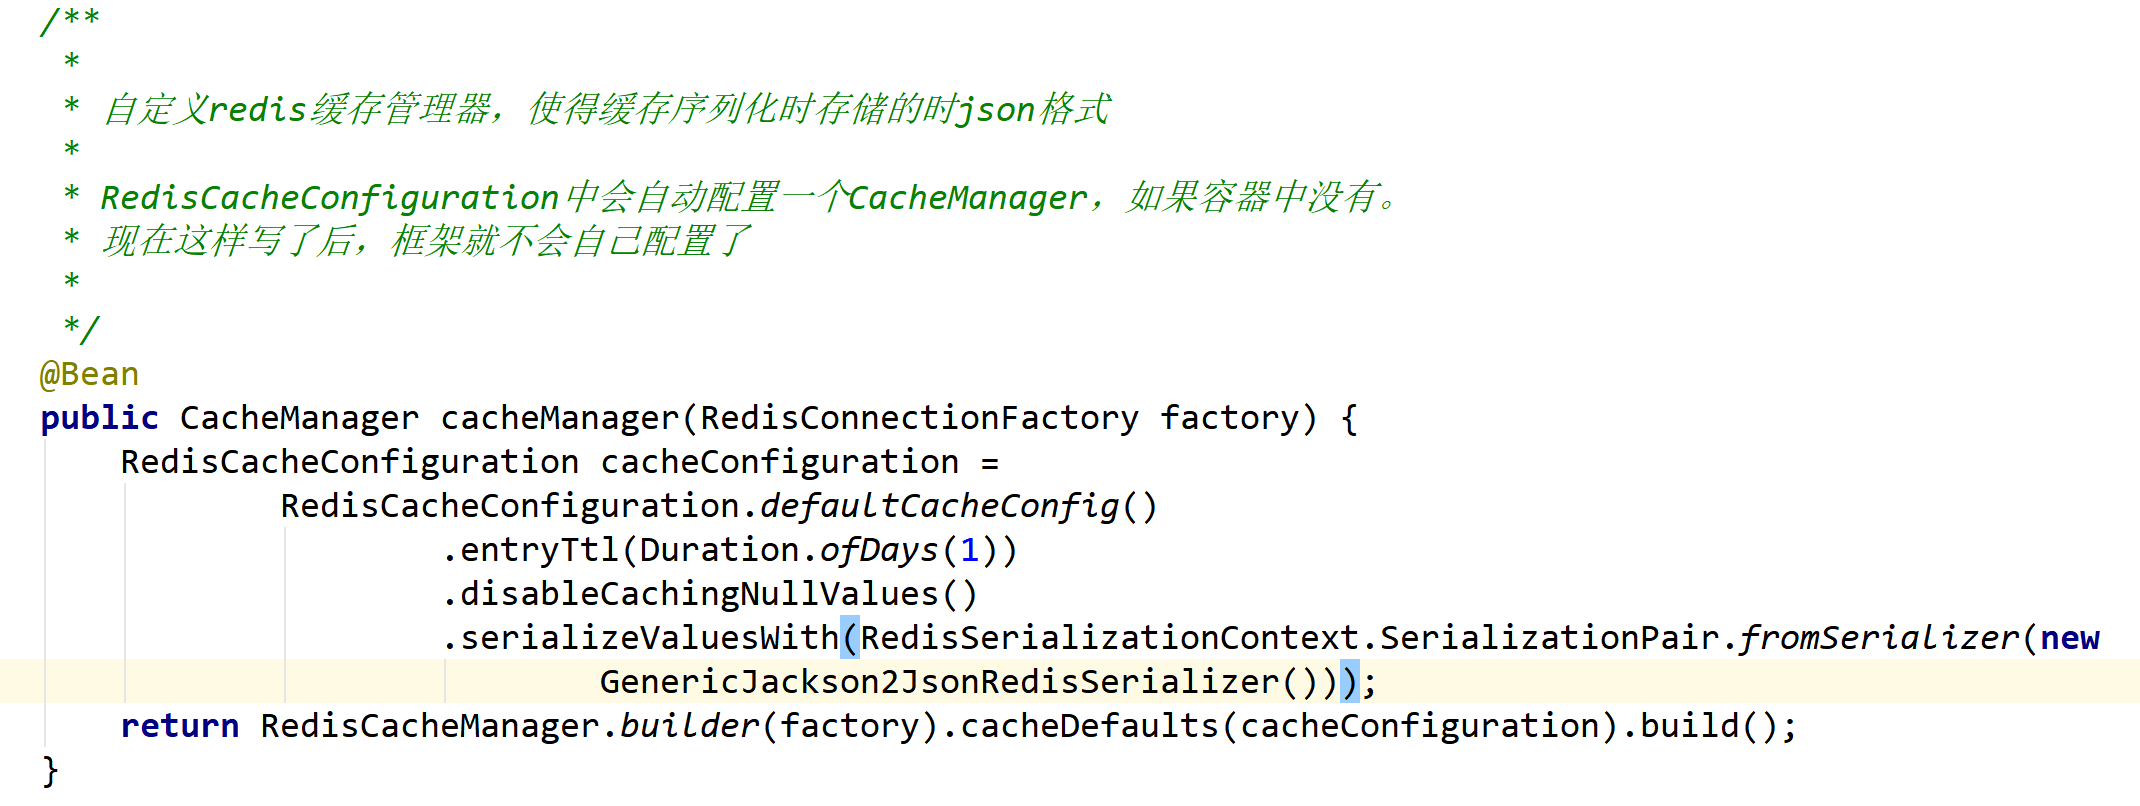 /**
 *
 * 自定义redis缓存管理器，使得缓存序列化时存储的时json格式
 *
 * RedisCacheConfiguration中会自动配置一个CacheManager，如果容器中没有。
 * 现在这样写了后，框架就不会自己配置了
 *
 */
@Bean
public CacheManager cacheManager(RedisConnectionFactory factory) {
    RedisCacheConfiguration cacheConfiguration =
            RedisCacheConfiguration.defaultCacheConfig()
                    .entryTtl(Duration.ofDays(1))
                    .disableCachingNullValues()
                    .serializeValuesWith(RedisSerializationContext.SerializationPair.fromSerializer(new
                            GenericJackson2JsonRedisSerializer()));
    return RedisCacheManager.builder(factory).cacheDefaults(cacheConfiguration).build();
}